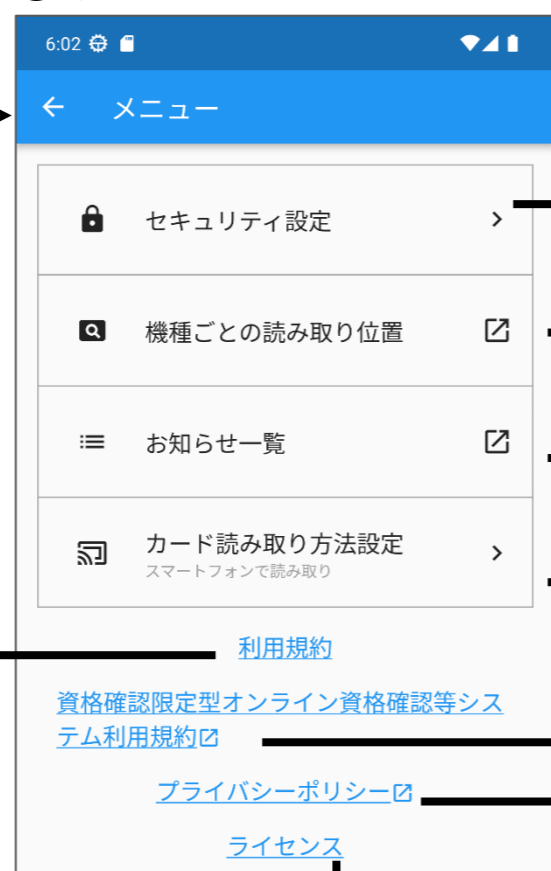 6:02
メニュー
セキュリティ設定
機種ごとの読み取り位置
お知らせ一覧
カード読み取り方法設定
スマートフォンで読み取り
利用規約
資格確認限定型オンライン資格確認等シス
テム利用規約
プライバシーポリシー
ライセンス